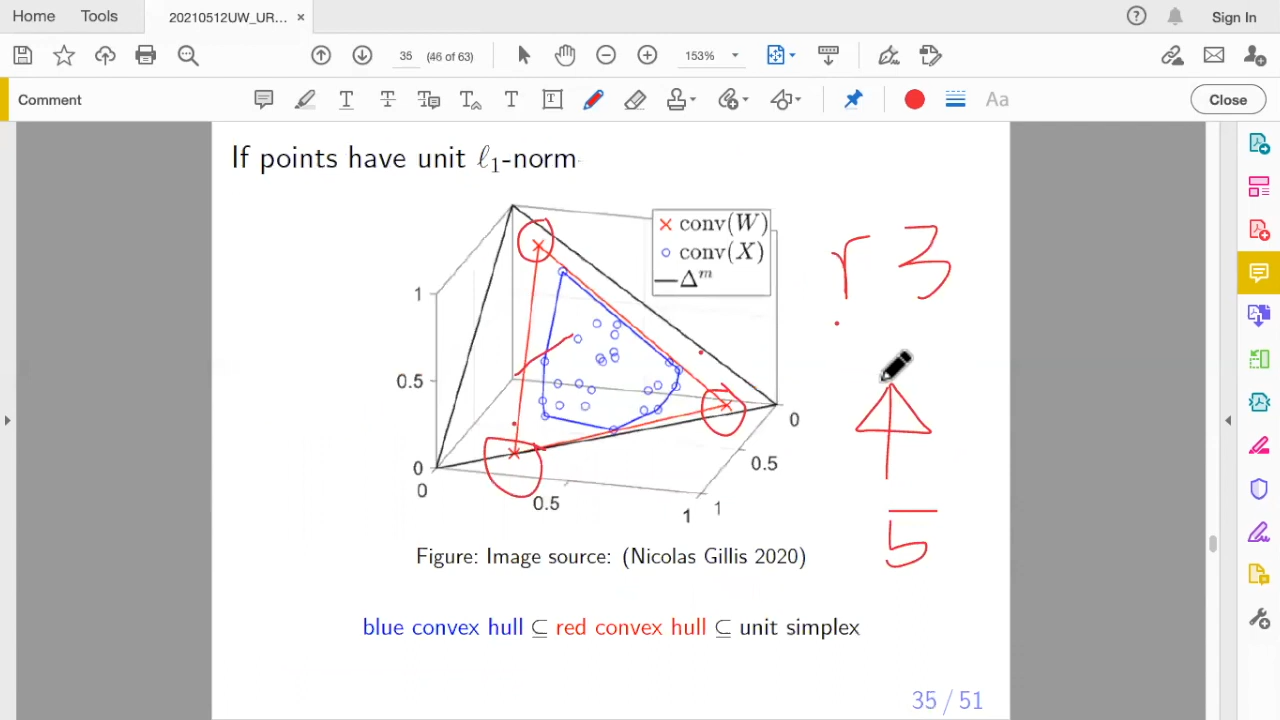 Home Tools 20210512UW_UR... × Sign In
35 (46 of 63) 153%
Comment Aa Close
If points have unit ℓ₁-norm
× conv(W)
○ conv(X)
— Δᵐ
r 3
1
0.5
0
0
0.5
1
1
0.5
0
5
Figure: Image source: (Nicolas Gillis 2020)
blue convex hull ⊆ red convex hull ⊆ unit simplex
35 / 51